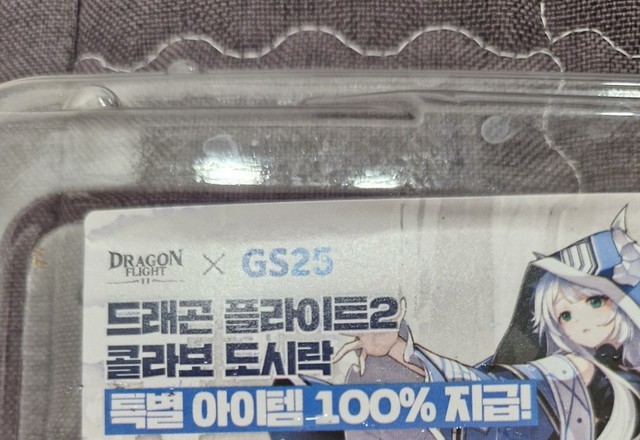 DRAGON FLIGHT II × GS25
드래곤 플라이트2
콜라보 도시락
특별 아이템 100% 지급!